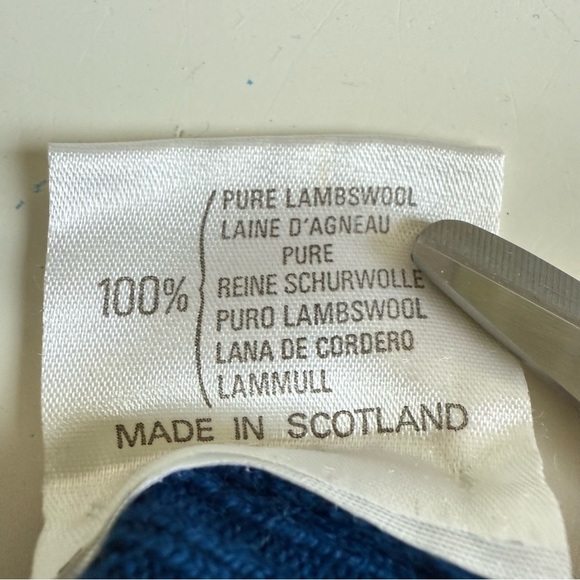 PURE LAMBSWOOL
LAINE D'AGNEAU
PURE
100% REINE SCHURWOLLE
PURO LAMBSWOOL
LANA DE CORDERO
LAMMULL
MADE IN SCOTLAND